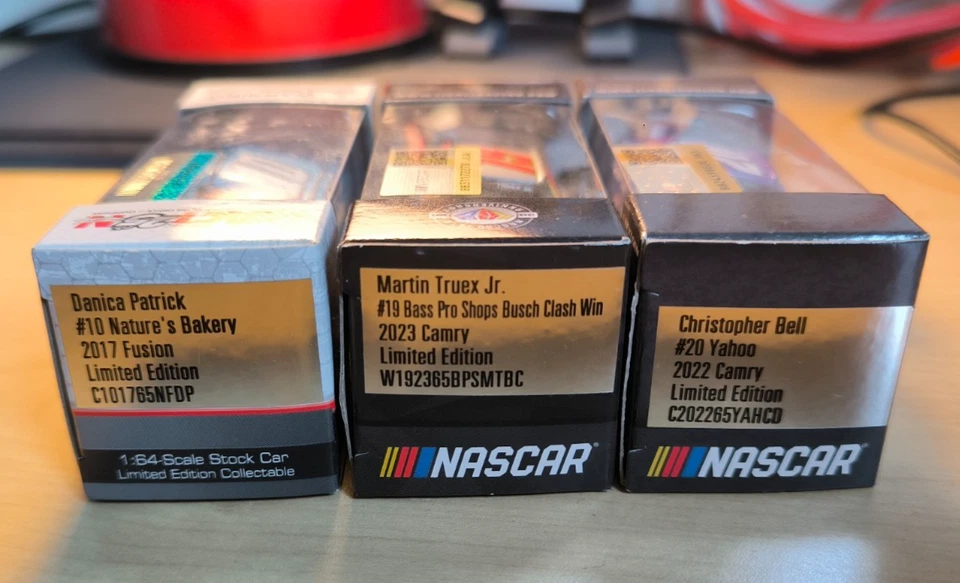 Danica Patrick
#10 Nature's Bakery
2017 Fusion
Limited Edition
C101765NFDP
1:64 Scale Stock Car
Limited Edition Collectable
Martin Truex Jr.
#19 Bass Pro Shops Busch Clash Win
2023 Camry
Limited Edition
W192365BPSMTBC
NASCAR
Christopher Bell
#20 Yahoo
2022 Camry
Limited Edition
C202265YAHCD
NASCAR